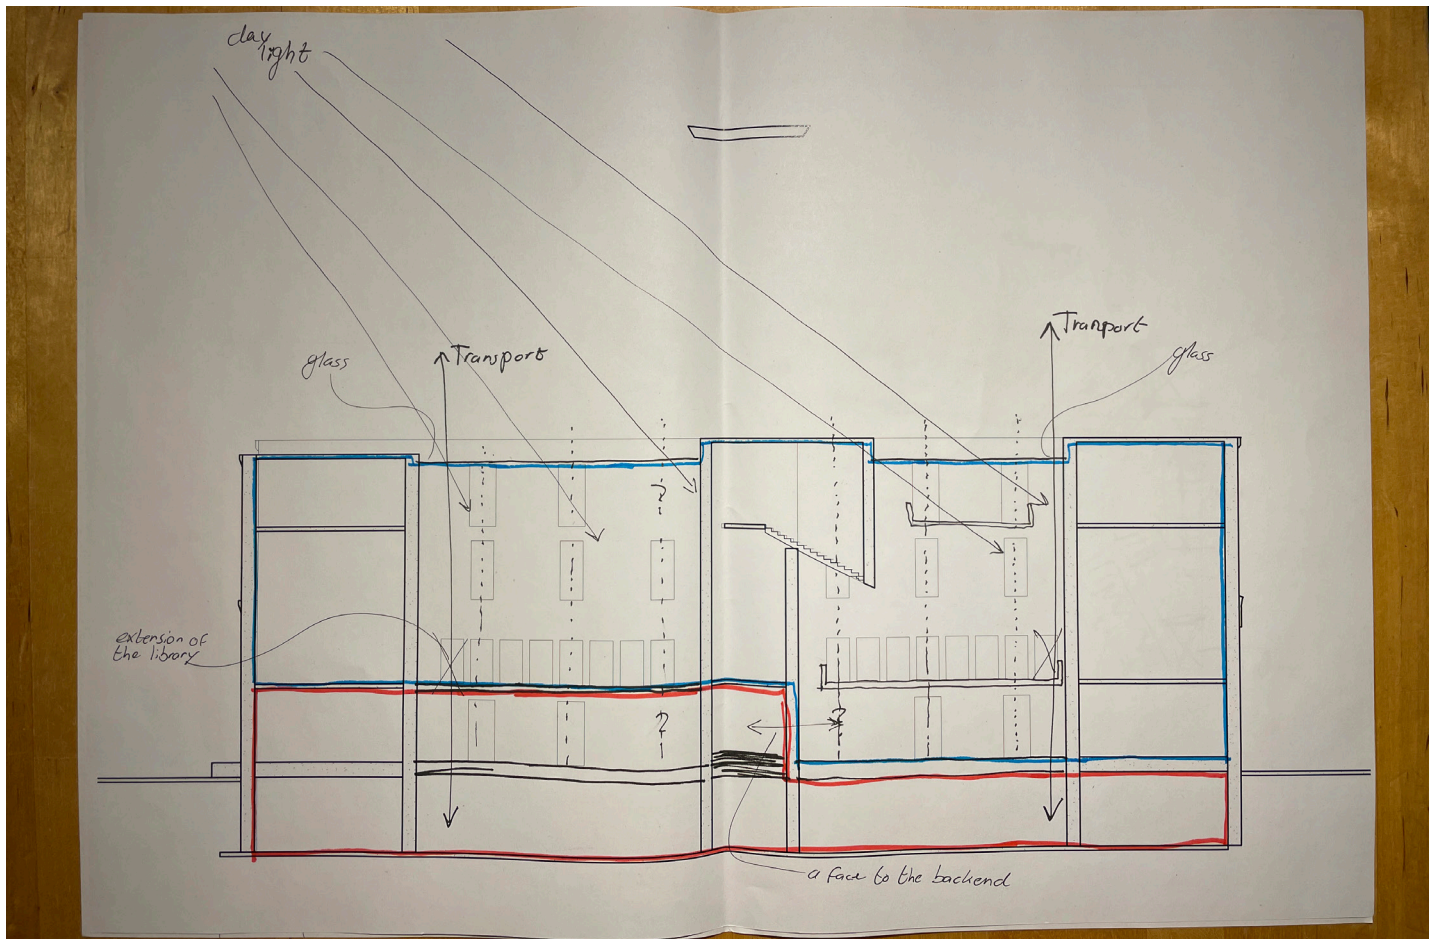 day
light
Transport
glass
Transport
glass
?
extension of
the library
?
?
a face to the backend